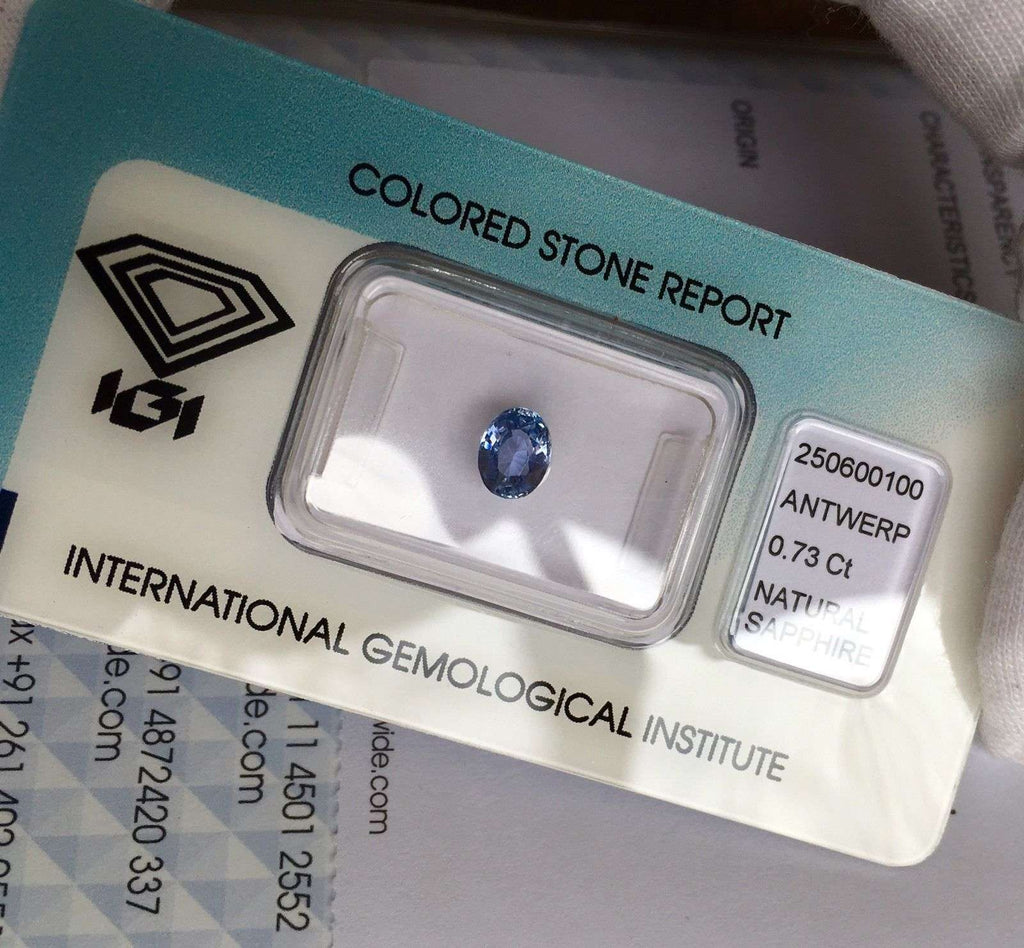 COLORED STONE REPORT
IGI
INTERNATIONAL GEMOLOGICAL INSTITUTE
250600100
ANTWERP
0.73 Ct
NATURAL
SAPPHIRE
ORIGIN
CHARACTERISTICS
11 4501 2552
de.com
91 4872420 337
de.com
vide.com